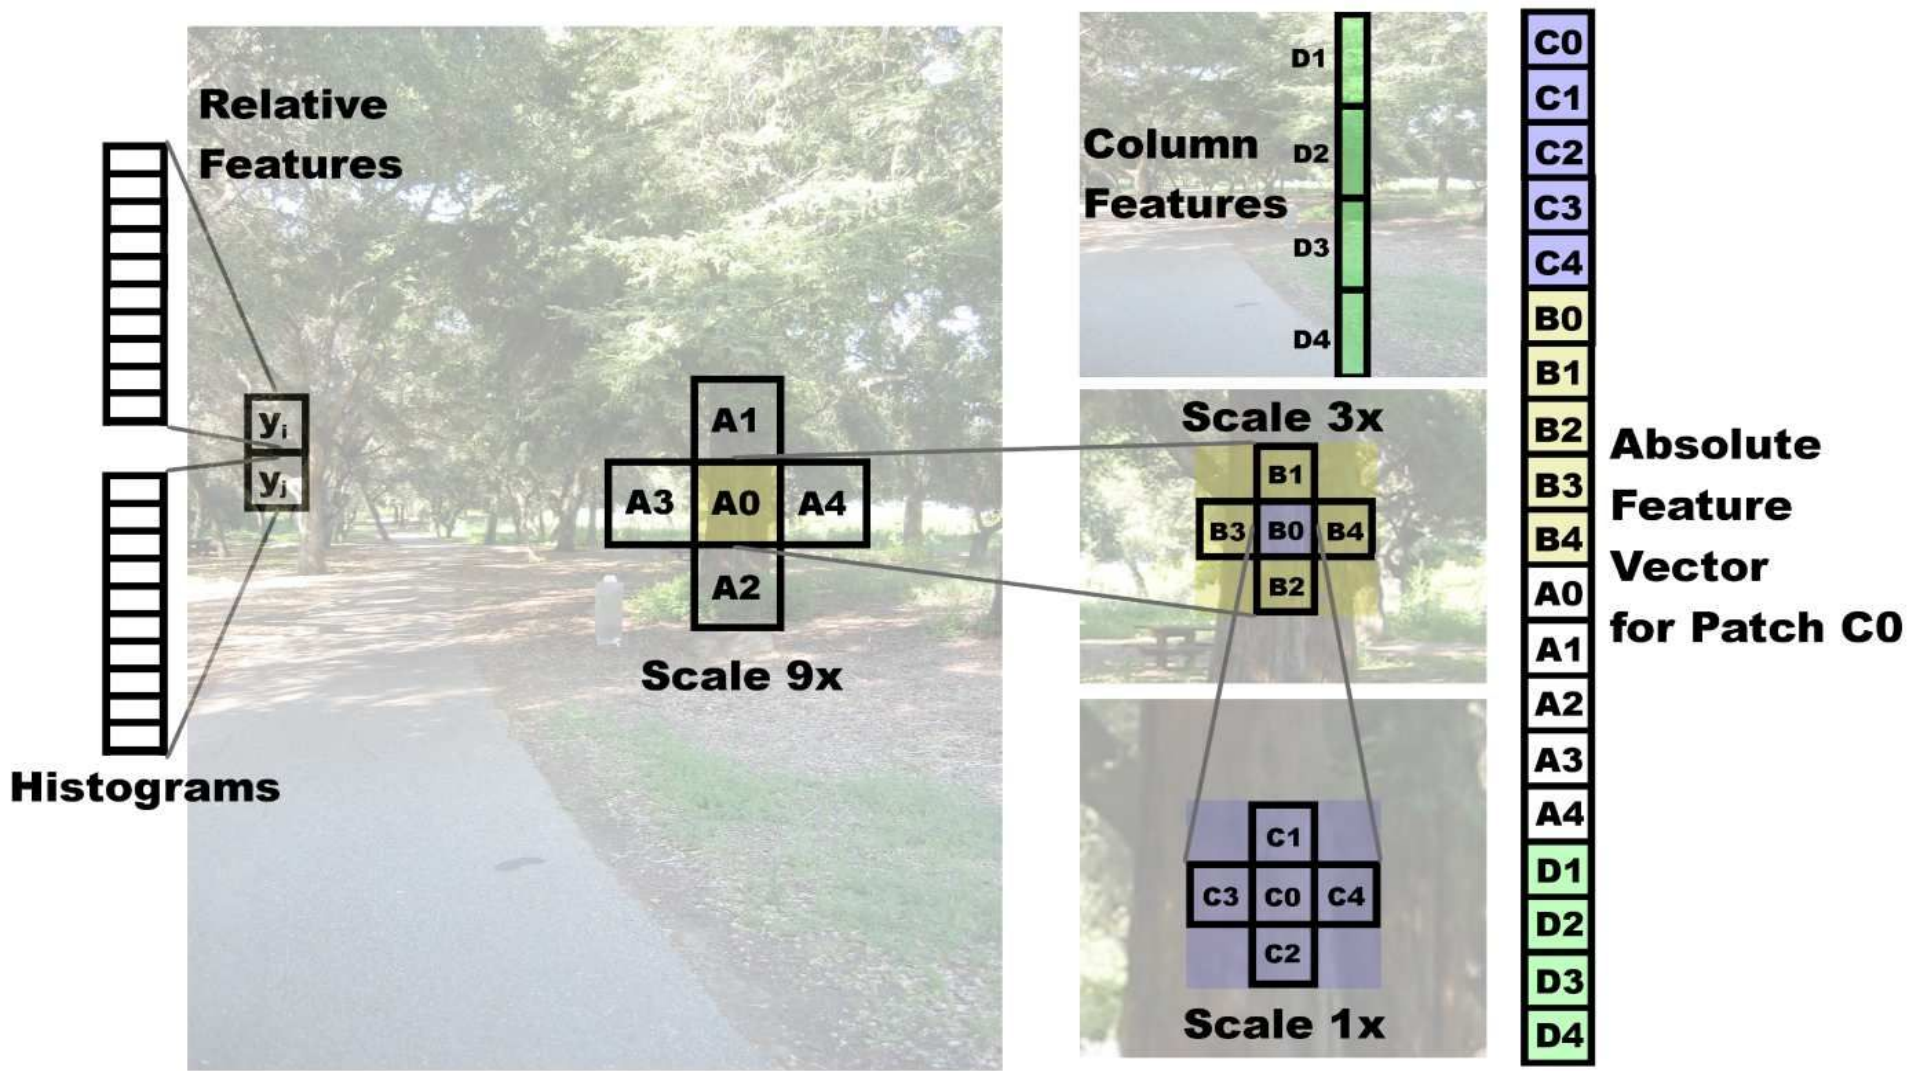 Relative
Features
y_i
y_j
Histograms
A1
A3 A0 A4
A2
Scale 9x
Column
Features
D1
D2
D3
D4
Scale 3x
B1
B3 B0 B4
B2
C1
C3 C0 C4
C2
Scale 1x
C0
C1
C2
C3
C4
B0
B1
B2
B3
B4
A0
A1
A2
A3
A4
D1
D2
D3
D4
Absolute
Feature
Vector
for Patch C0